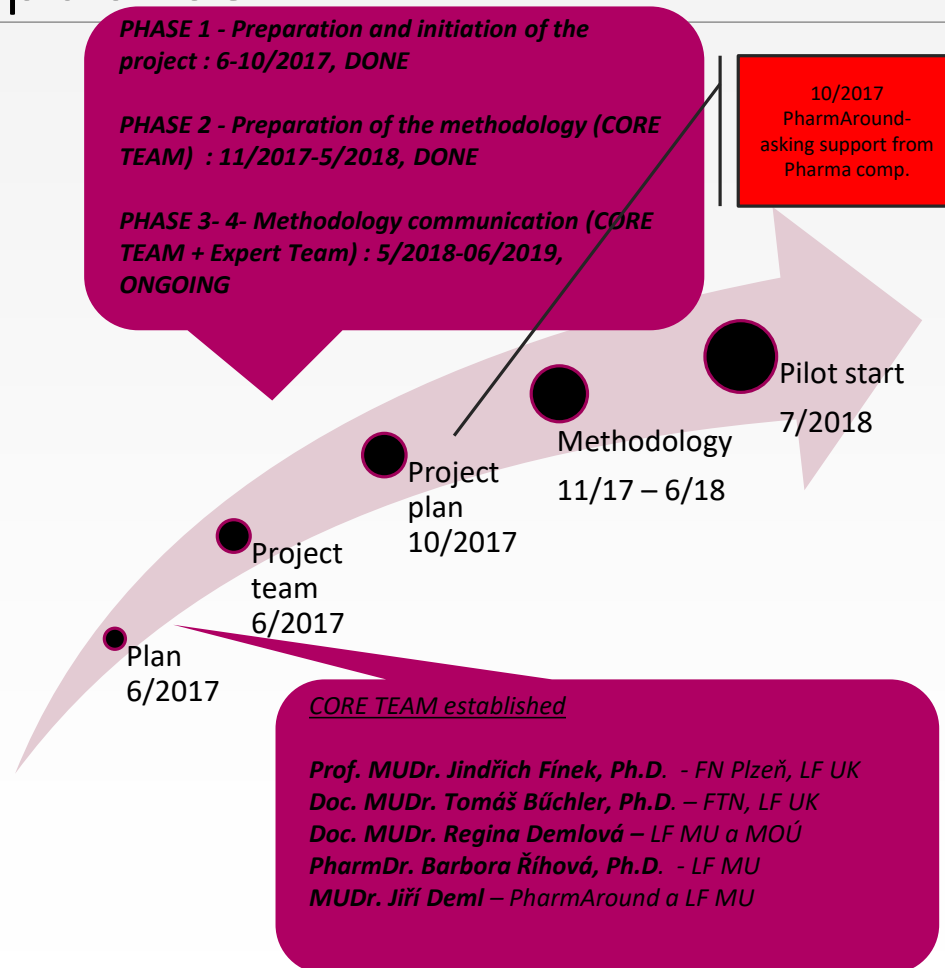 PHASE 1 - Preparation and initiation of the
project : 6-10/2017, DONE
PHASE 2 - Preparation of the methodology (CORE
TEAM)  : 11/2017-5/2018, DONE
PHASE 3- 4- Methodology communication (CORE
TEAM + Expert Team) : 5/2018-06/2019,
ONGOING
10/2017
PharmAround-
asking support from
Pharma comp.
Pilot start
7/2018
Methodology
11/17 – 6/18
Project
plan
10/2017
Project
team
6/2017
Plan
6/2017
CORE TEAM established
Prof. MUDr. Jindřich Fínek, Ph.D.  - FN Plzeň, LF UK
Doc. MUDr. Tomáš Bűchler, Ph.D. – FTN, LF UK
Doc. MUDr. Regina Demlová – LF MU a MOÚ
PharmDr. Barbora Říhová, Ph.D.  - LF MU
MUDr. Jiří Deml – PharmAround a LF MU